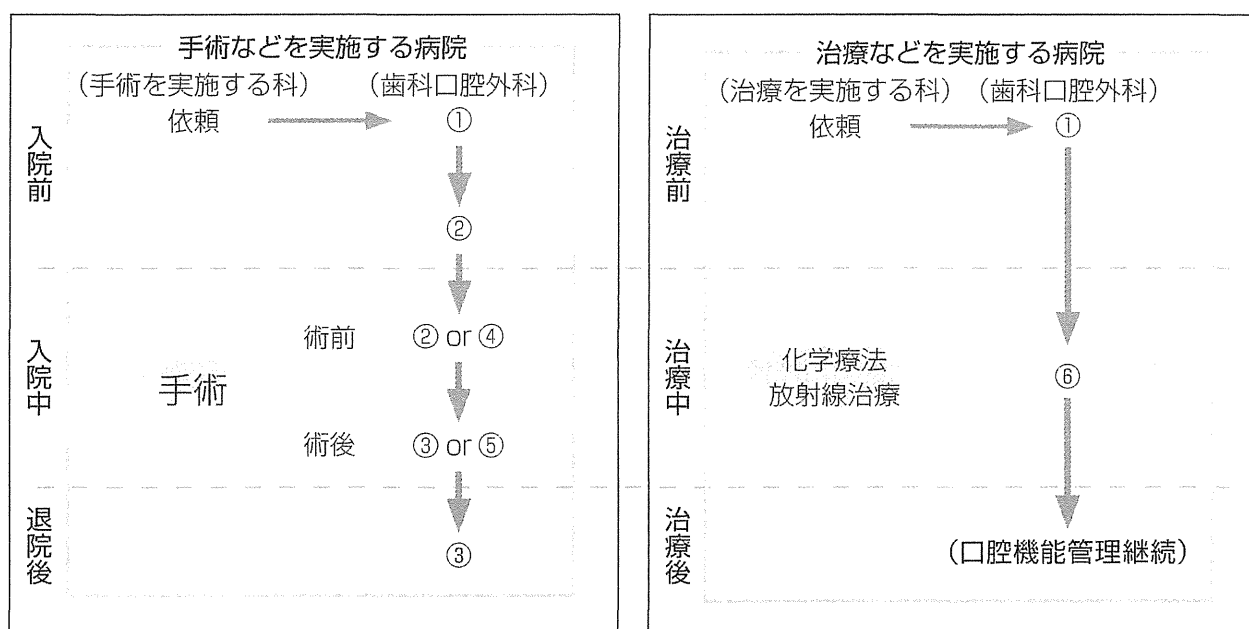 手術などを実施する病院
(手術を実施する科) (歯科口腔外科)
依頼 ①
入院前
②
術前 ② or ④
入院中
手術
術後 ③ or ⑤
退院後
③
治療などを実施する病院
(治療を実施する科) (歯科口腔外科)
依頼 ①
治療前
治療中
化学療法
放射線治療
⑥
治療後
(口腔機能管理継続)